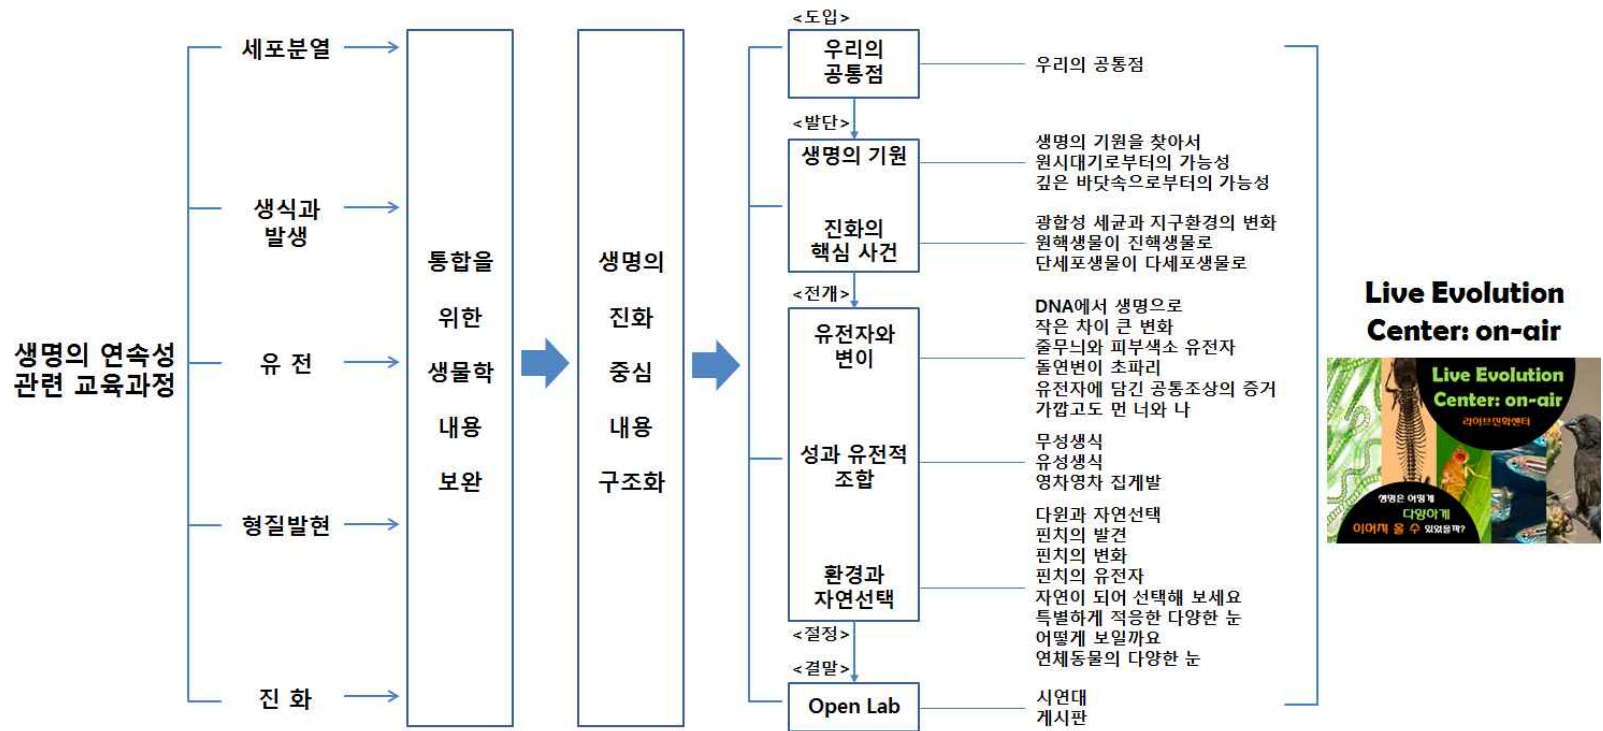 생명의 연속성
관련 교육과정
세포분열
생식과
발생
유 전
형질발현
진 화
통합을
위한
생물학
내용
보완
생명의
진화
중심
내용
구조화
<도입>
우리의
공통점
우리의 공통점
<발단>
생명의 기원
생명의 기원을 찾아서
원시대기로부터의 가능성
깊은 바닷속으로부터의 가능성
진화의
핵심 사건
광합성 세균과 지구환경의 변화
원핵생물이 진핵생물로
단세포생물이 다세포생물로
<전개>
유전자와
변이
DNA에서 생명으로
작은 차이 큰 변화
줄무늬와 피부색소 유전자
돌연변이 초파리
유전자에 담긴 공통조상의 증거
가깝고도 먼 너와 나
성과 유전적
조합
무성생식
유성생식
영차영차 집게발
환경과
자연선택
다윈과 자연선택
핀치의 발견
핀치의 변화
핀치의 유전자
자연이 되어 선택해 보세요
특별하게 적응한 다양한 눈
어떻게 보일까요
연체동물의 다양한 눈
<절정>
<결말>
Open Lab
시연대
게시판
Live Evolution
Center: on-air
Live Evolution
Center: on-air
라이브진화센터
생명은 어떻게
다양하게
이어져 올 수 있었을까?